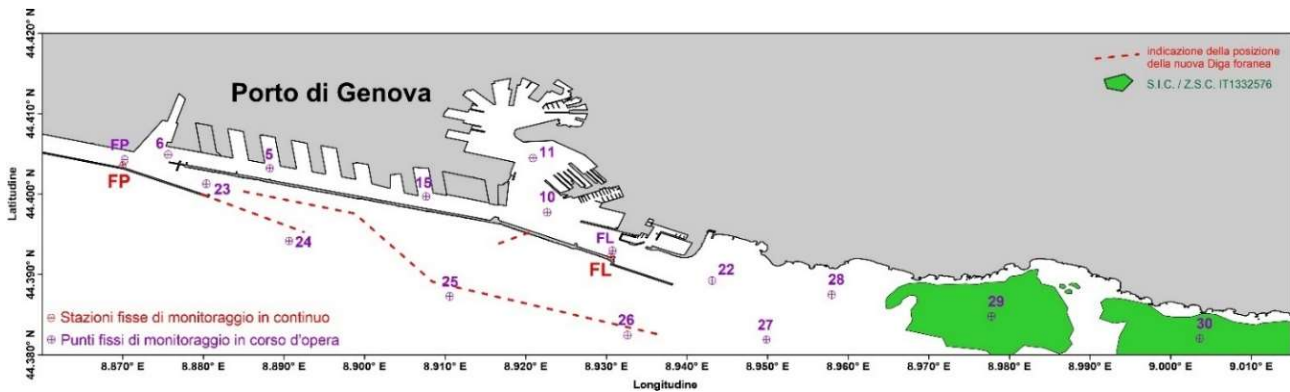 44.420° N
44.410° N
44.400° N
44.390° N
44.380° N
Latitudine
Porto di Genova
indicazione della posizione
della nuova Diga foranea
S.I.C. / Z.S.C. IT1332576
FP
6
5
11
FP
23
15
10
24
FL
FL
22
25
28
29
26
27
30
Stazioni fisse di monitoraggio in continuo
Punti fissi di monitoraggio in corso d'opera
8.870° E
8.880° E
8.890° E
8.900° E
8.910° E
8.920° E
8.930° E
8.940° E
8.950° E
8.960° E
8.970° E
8.980° E
8.990° E
9.000° E
9.010° E
Longitudine